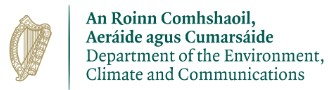 An Roinn Comhshaoil,
Aeráide agus Cumarsáide
Department of the Environment,
Climate and Communications